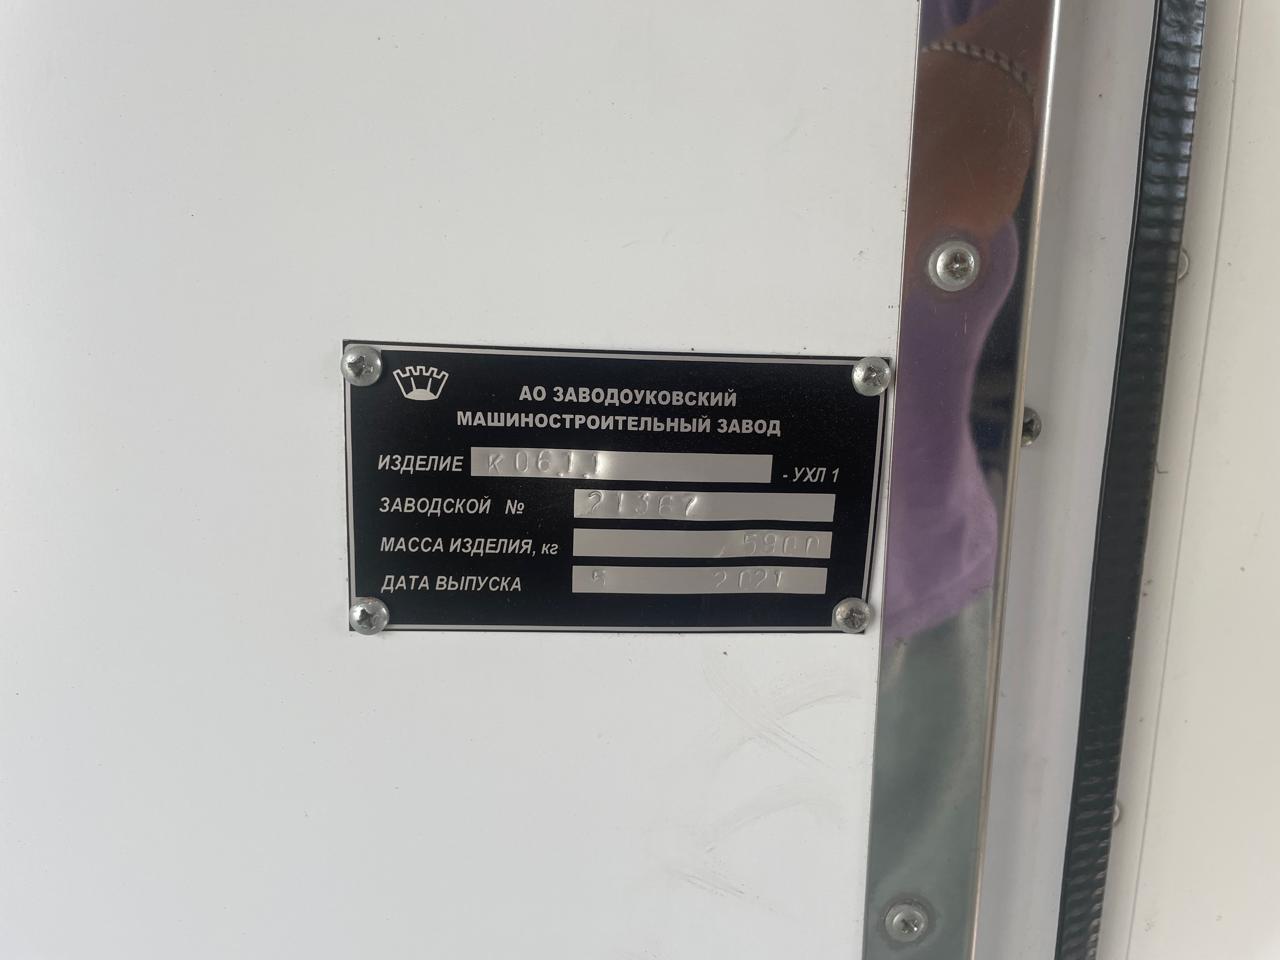 АО ЗАВОДОУКОВСКИЙ
МАШИНОСТРОИТЕЛЬНЫЙ ЗАВОД
ИЗДЕЛИЕ К0611 - УХЛ 1
ЗАВОДСКОЙ № 21367
МАССА ИЗДЕЛИЯ, кг 5900
ДАТА ВЫПУСКА 5 2021